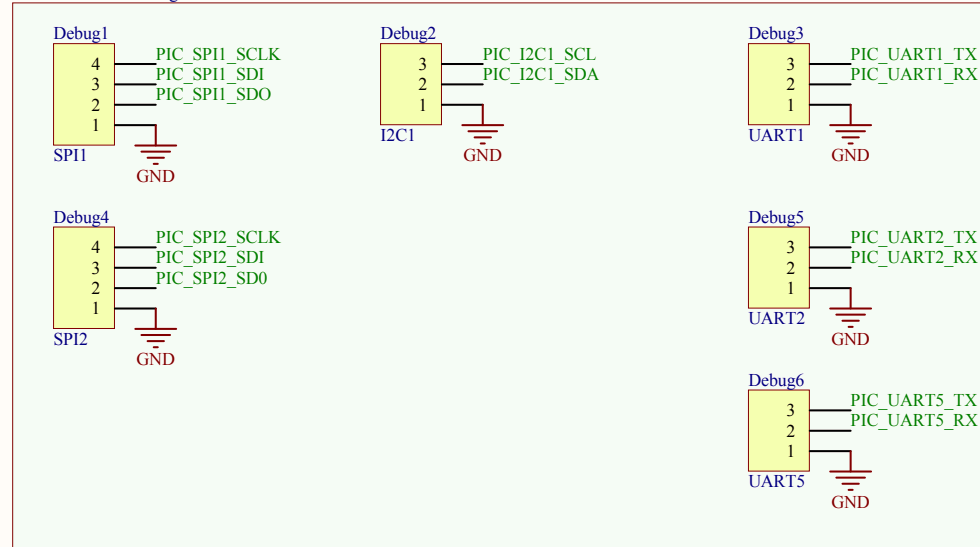 Debug1
4 PIC_SPI1_SCLK
3 PIC_SPI1_SDI
2 PIC_SPI1_SDO
1
SPI1
GND
Debug2
3 PIC_I2C1_SCL
2 PIC_I2C1_SDA
1
I2C1
GND
Debug3
3 PIC_UART1_TX
2 PIC_UART1_RX
1
UART1
GND
Debug4
4 PIC_SPI2_SCLK
3 PIC_SPI2_SDI
2 PIC_SPI2_SD0
1
SPI2
GND
Debug5
3 PIC_UART2_TX
2 PIC_UART2_RX
1
UART2
GND
Debug6
3 PIC_UART5_TX
2 PIC_UART5_RX
1
UART5
GND